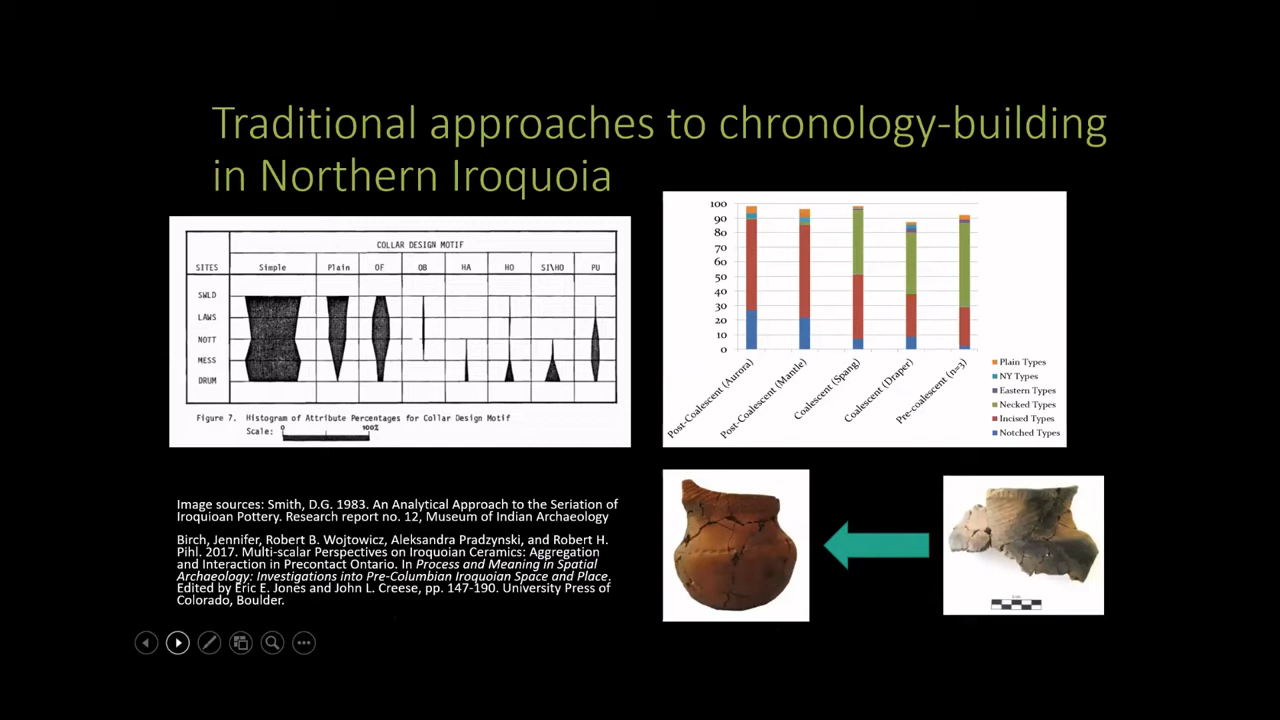 Traditional approaches to chronology-building
in Northern Iroquoia
COLLAR DESIGN MOTIF
SITES Simple Plain OF OB HA HO SI\HO PU
SWLD
LAWS
NOTT
MESS
DRUM
Figure 7. Histogram of Attribute Percentages for Collar Design Motif
Scale: 0 100%
100
90
80
70
60
50
40
30
20
10
0
Post-Coalescent (Aurora)
Post-Coalescent (Mantle)
Coalescent (Spang)
Coalescent (Draper)
Pre-coalescent (n=3)
Plain Types
NY Types
Eastern Types
Necked Types
Incised Types
Notched Types
Image sources: Smith, D.G. 1983. An Analytical Approach to the Seriation of
Iroquoian Pottery. Research report no. 12, Museum of Indian Archaeology
Birch, Jennifer, Robert B. Wojtowicz, Aleksandra Pradzynski, and Robert H.
Pihl. 2017. Multi-scalar Perspectives on Iroquoian Ceramics: Aggregation
and Interaction in Precontact Ontario. In Process and Meaning in Spatial
Archaeology: Investigations into Pre-Columbian Iroquoian Space and Place.
Edited by Eric E. Jones and John L. Creese, pp. 147-190. University Press of
Colorado, Boulder.